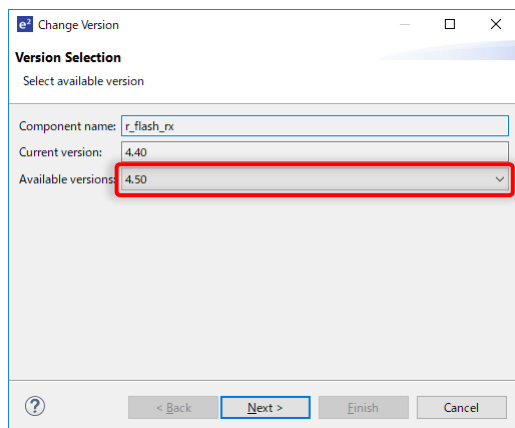 e² Change Version
Version Selection
Select available version
Component name: r_flash_rx
Current version: 4.40
Available versions: 4.50
? < Back Next > Finish Cancel